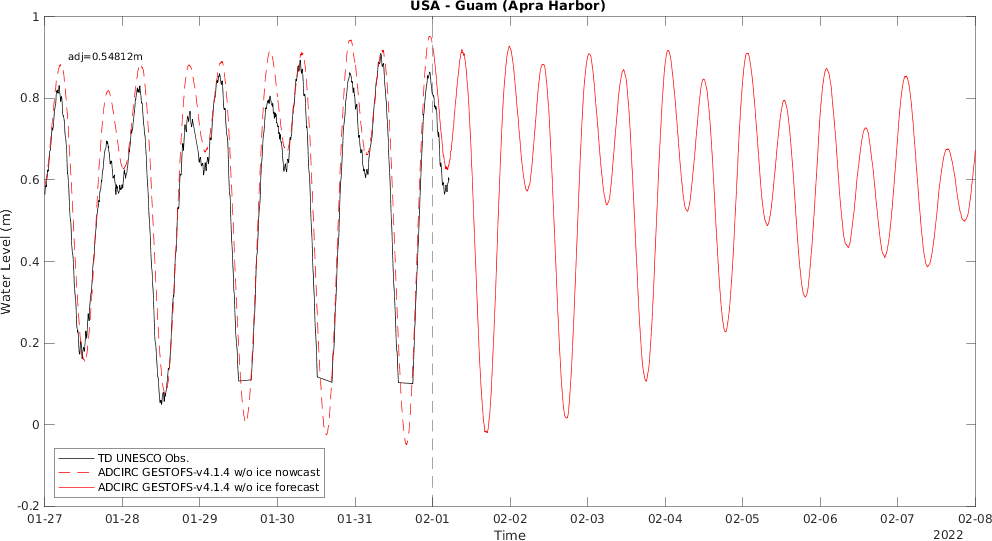 USA - Guam (Apra Harbor)
adj=0.54812m
1
0.8
0.6
0.4
0.2
0
-0.2
Water Level (m)
TD UNESCO Obs.
ADCIRC GESTOFS-v4.1.4 w/o ice nowcast
ADCIRC GESTOFS-v4.1.4 w/o ice forecast
01-27 01-28 01-29 01-30 01-31 02-01 02-02 02-03 02-04 02-05 02-06 02-07 02-08
Time
2022